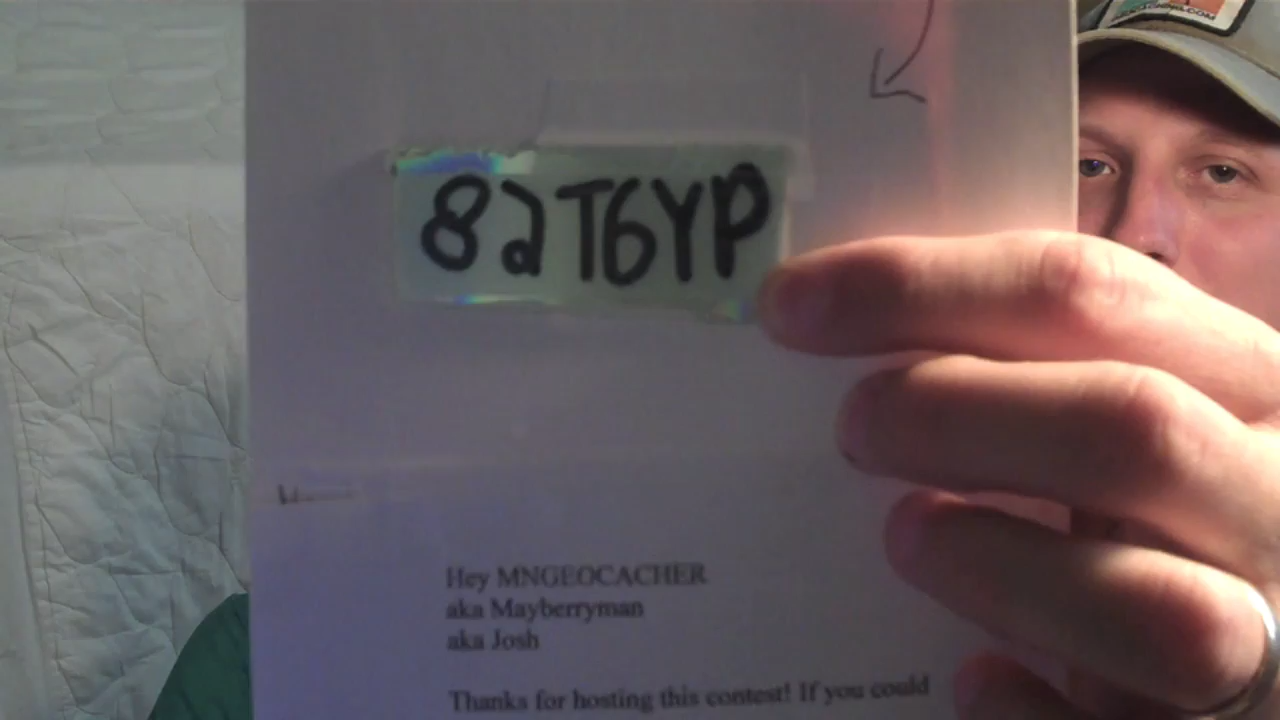 82T6YP
Hey MNGEOCACHER
aka Mayberryman
aka Josh
Thanks for hosting this contest! If you could